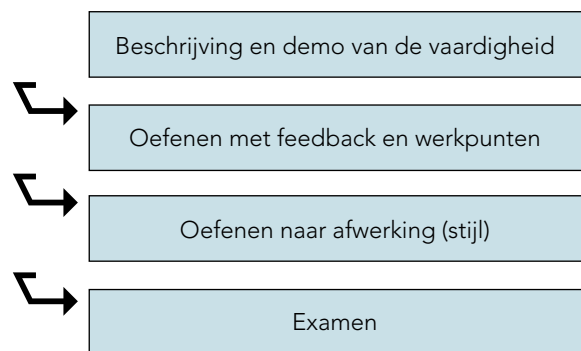 Beschrijving en demo van de vaardigheid
Oefenen met feedback en werkpunten
Oefenen naar afwerking (stijl)
Examen